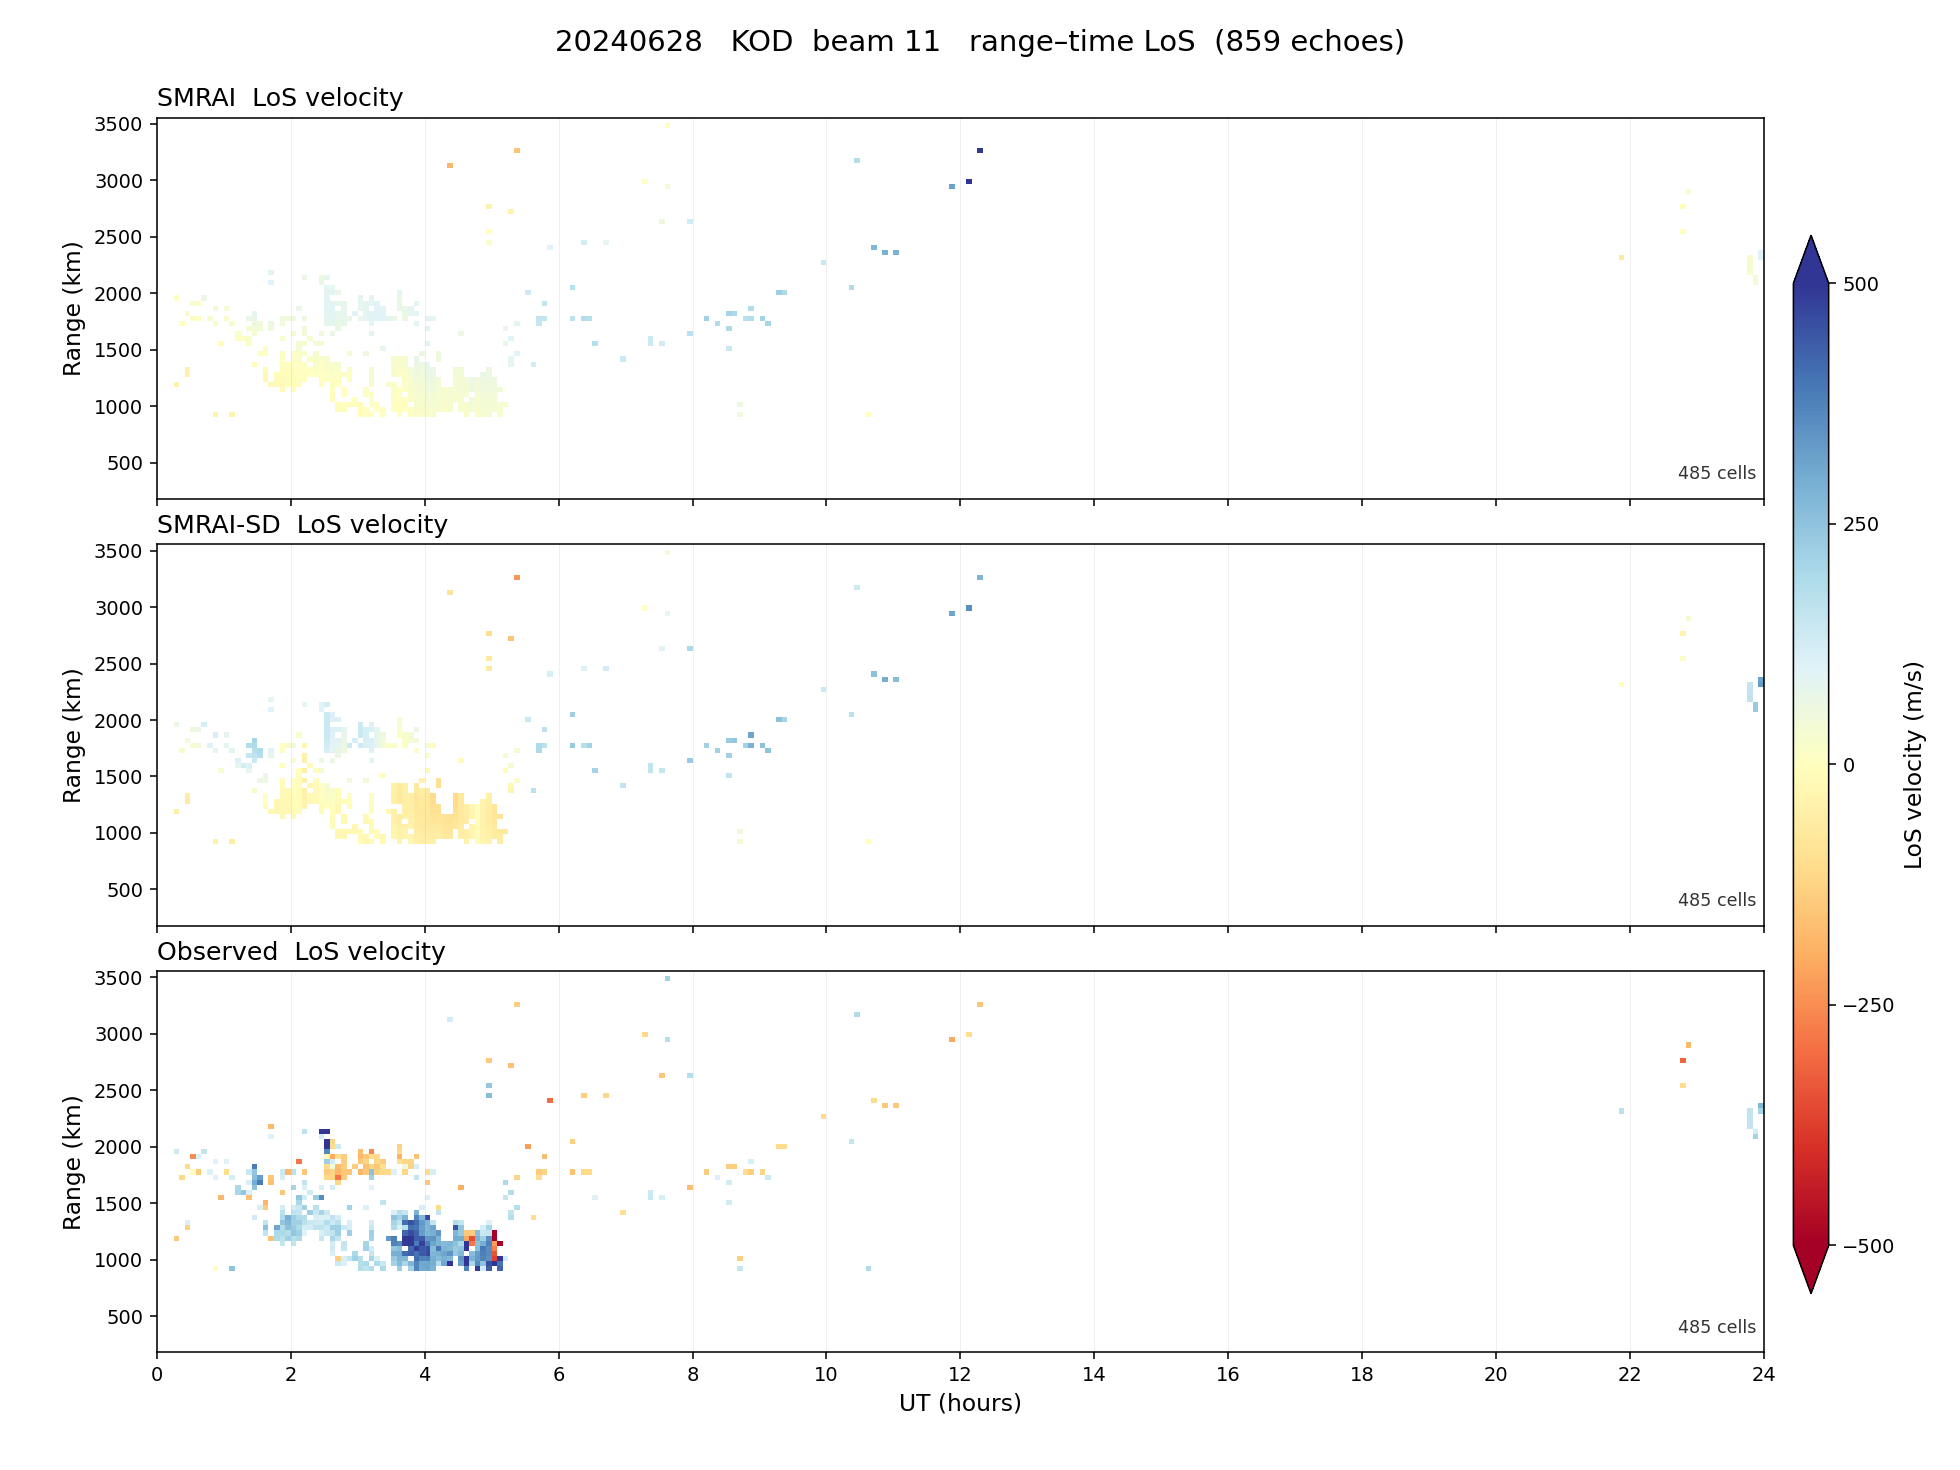 20240628   KOD  beam 11   range–time LoS  (859 echoes)
SMRAI  LoS velocity
3500
3000
2500
2000
1500
1000
500
Range (km)
485 cells
SMRAI-SD  LoS velocity
3500
3000
2500
2000
1500
1000
500
Range (km)
485 cells
Observed  LoS velocity
3500
3000
2500
2000
1500
1000
500
Range (km)
485 cells
0 2 4 6 8 10 12 14 16 18 20 22 24
UT (hours)
500
250
0
−250
−500
LoS velocity (m/s)